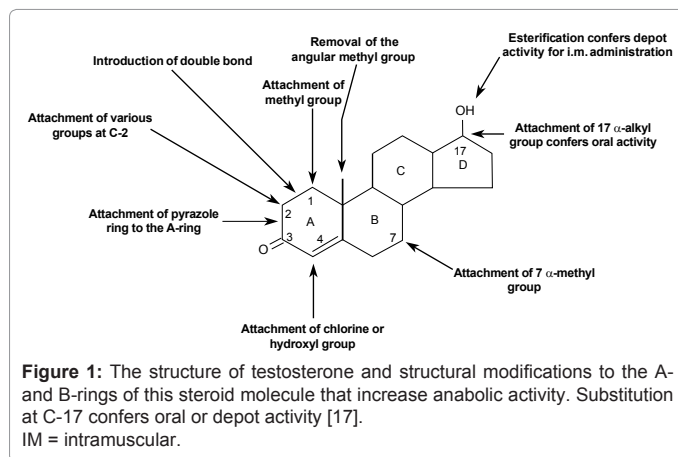 Removal of the
angular methyl group
Esterification confers depot
activity for i.m. administration
Introduction of double bond
Attachment of
methyl group
Attachment of various
groups at C-2
OH
Attachment of 17 α-alkyl
group confers oral activity
17
D
C
1
2
A
B
Attachment of pyrazole
ring to the A-ring
O
3
4
7
Attachment of 7 α-methyl
group
Attachment of chlorine or
hydroxyl group
Figure 1: The structure of testosterone and structural modifications to the A-
and B-rings of this steroid molecule that increase anabolic activity. Substitution
at C-17 confers oral or depot activity [17].
IM = intramuscular.